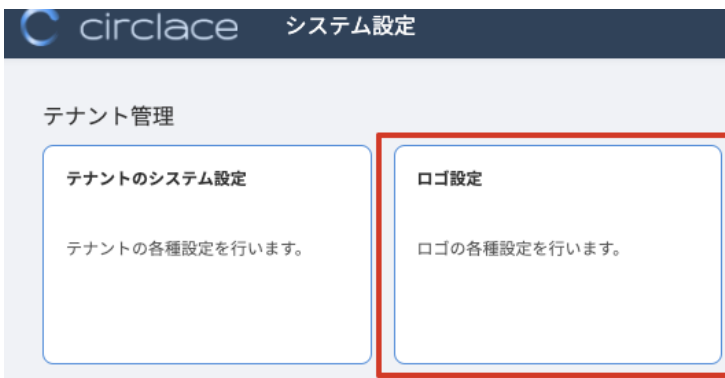 circlace システム設定
テナント管理
テナントのシステム設定
テナントの各種設定を行います。
ロゴ設定
ロゴの各種設定を行います。